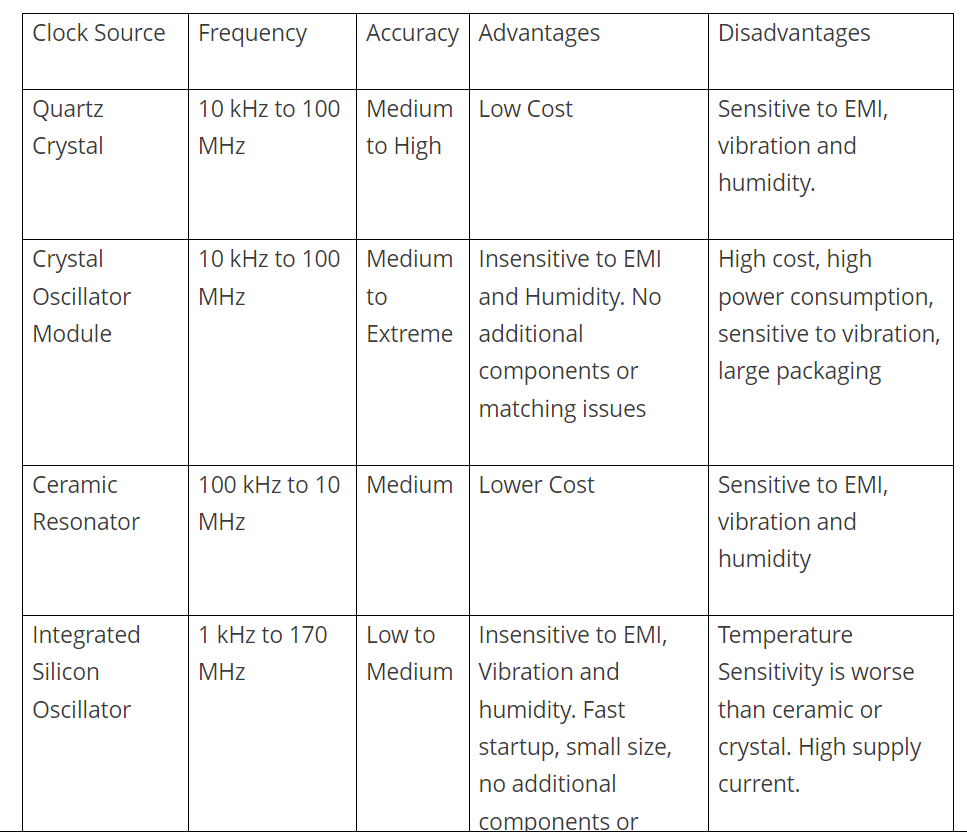 Clock Source Frequency Accuracy Advantages Disadvantages
Quartz
Crystal
10 kHz to 100
MHz
Medium
to High
Low Cost
Sensitive to EMI,
vibration and
humidity.
Crystal
Oscillator
Module
10 kHz to 100
MHz
Medium
to
Extreme
Insensitive to EMI
and Humidity. No
additional
components or
matching issues
High cost, high
power consumption,
sensitive to vibration,
large packaging
Ceramic
Resonator
100 kHz to 10
MHz
Medium
Lower Cost
Sensitive to EMI,
vibration and
humidity
Integrated
Silicon
Oscillator
1 kHz to 170
MHz
Low to
Medium
Insensitive to EMI,
Vibration and
humidity. Fast
startup, small size,
no additional
components or
Temperature
Sensitivity is worse
than ceramic or
crystal. High supply
current.